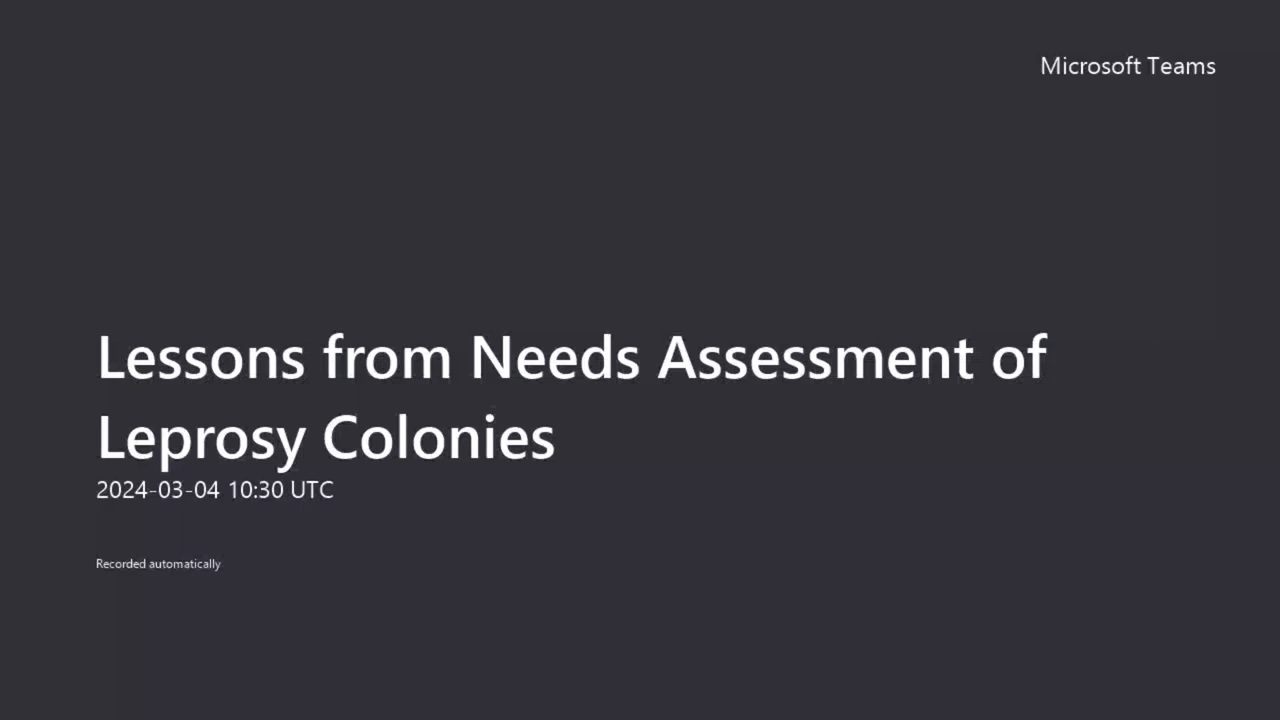 Microsoft Teams
Lessons from Needs Assessment of
Leprosy Colonies
2024-03-04 10:30 UTC
Recorded automatically